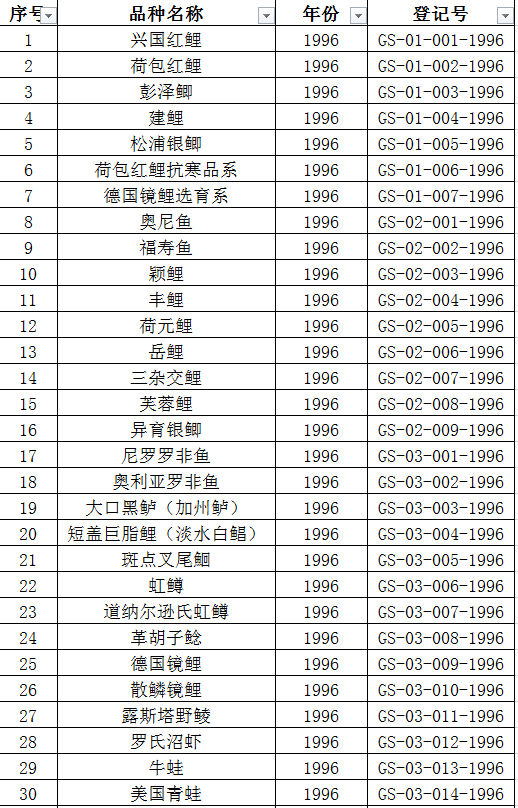 序号 品种名称 年份 登记号
1 兴国红鲤 1996 GS-01-001-1996
2 荷包红鲤 1996 GS-01-002-1996
3 彭泽鲫 1996 GS-01-003-1996
4 建鲤 1996 GS-01-004-1996
5 松浦银鲫 1996 GS-01-005-1996
6 荷包红鲤抗寒品系 1996 GS-01-006-1996
7 德国镜鲤选育系 1996 GS-01-007-1996
8 奥尼鱼 1996 GS-02-001-1996
9 福寿鱼 1996 GS-02-002-1996
10 颖鲤 1996 GS-02-003-1996
11 丰鲤 1996 GS-02-004-1996
12 荷元鲤 1996 GS-02-005-1996
13 岳鲤 1996 GS-02-006-1996
14 三杂交鲤 1996 GS-02-007-1996
15 芙蓉鲤 1996 GS-02-008-1996
16 异育银鲫 1996 GS-02-009-1996
17 尼罗罗非鱼 1996 GS-03-001-1996
18 奥利亚罗非鱼 1996 GS-03-002-1996
19 大口黑鲈（加州鲈） 1996 GS-03-003-1996
20 短盖巨脂鲤（淡水白鲳） 1996 GS-03-004-1996
21 斑点叉尾鮰 1996 GS-03-005-1996
22 虹鳟 1996 GS-03-006-1996
23 道纳尔逊氏虹鳟 1996 GS-03-007-1996
24 革胡子鲶 1996 GS-03-008-1996
25 德国镜鲤 1996 GS-03-009-1996
26 散鳞镜鲤 1996 GS-03-010-1996
27 露斯塔野鲮 1996 GS-03-011-1996
28 罗氏沼虾 1996 GS-03-012-1996
29 牛蛙 1996 GS-03-013-1996
30 美国青蛙 1996 GS-03-014-1996